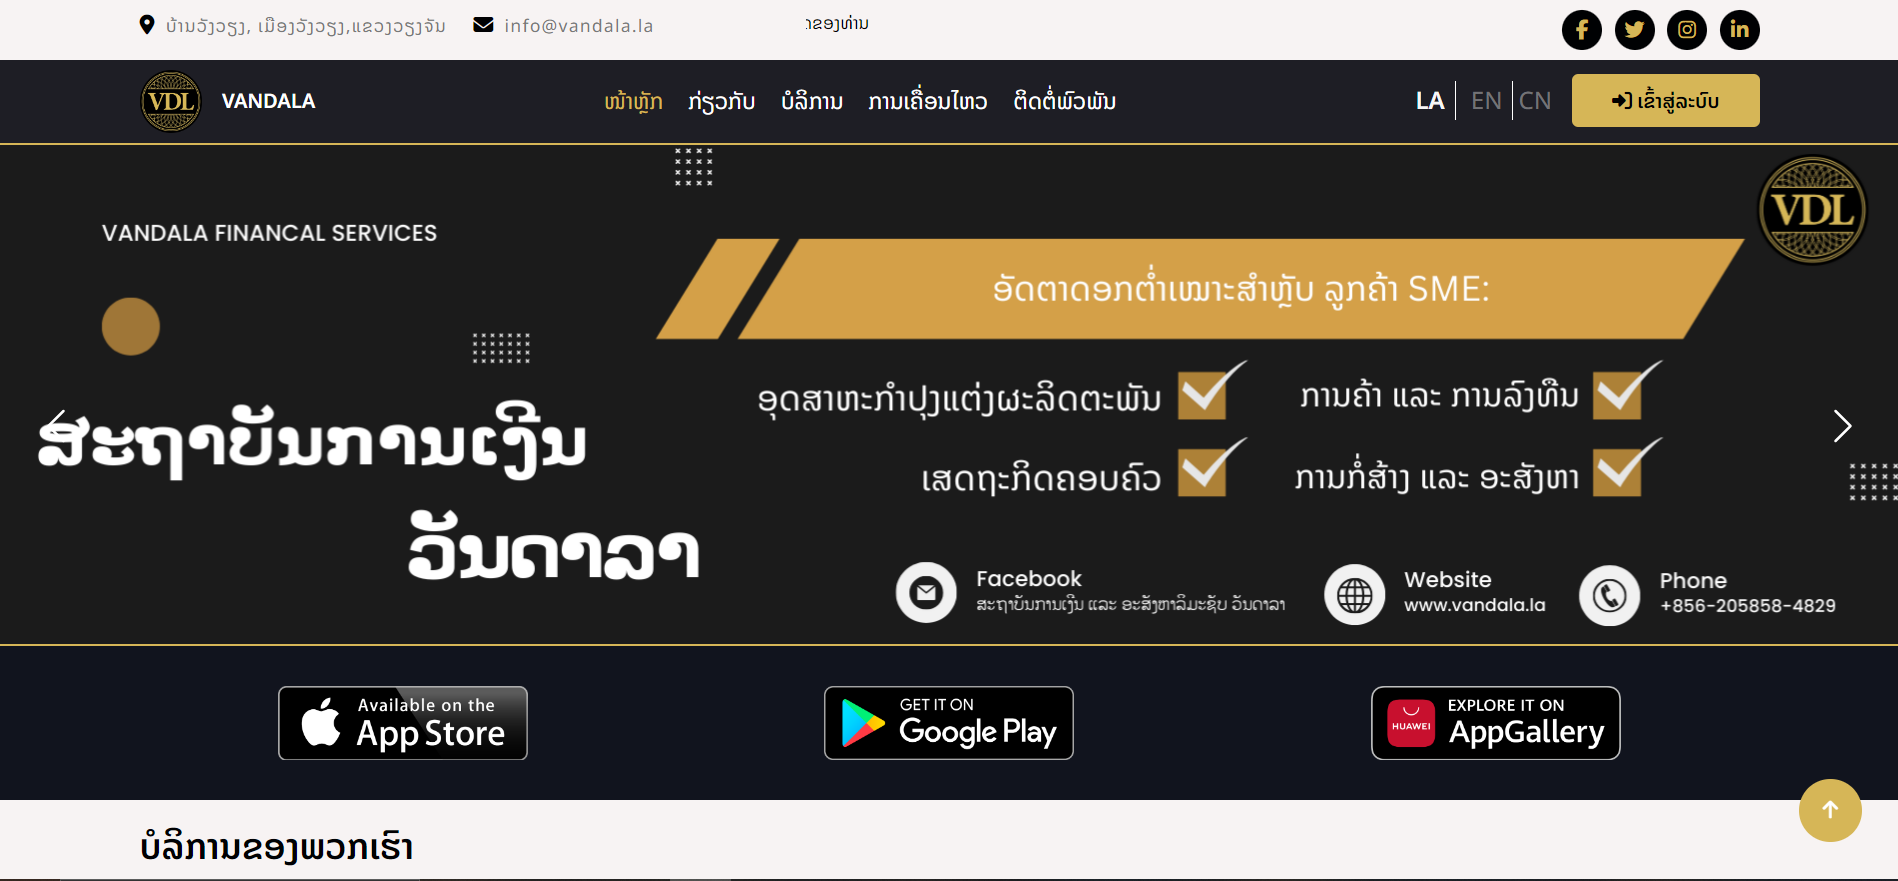 ບ້ານວັງວຽງ, ເມືອງວັງວຽງ,ແຂວງວຽງຈັນ
info@vandala.la
ຂອງທ່ານ
VDL
VANDALA
ໜ້າຫຼັກ
ກ່ຽວກັບ
ບໍລິການ
ການເຄື່ອນໄຫວ
ຕິດຕໍ່ພົວພັນ
LA
EN
CN
ເຂົ້າສູ່ລະບົບ
VDL
VANDALA FINANCAL SERVICES
ອັດຕາດອກຕໍ່າເໝາະສໍາຫຼັບ ລູກຄ້າ SME:
ສະຖາບັນການເງິນ
ວັນດາລາ
ອຸດສາຫະກໍາປຸງແຕ່ງຜະລິດຕະພັນ
ການຄ້າ ແລະ ການລົງທຶນ
ເສດຖະກິດຄອບຄົວ
ການກໍ່ສ້າງ ແລະ ອະສັງຫາ
Facebook
ສະຖາບັນການເງິນ ແລະ ອະສັງຫາລິມະຊັບ ວັນດາລາ
Website
www.vandala.la
Phone
+856-205858-4829
Available on the
App Store
GET IT ON
Google Play
HUAWEI
EXPLORE IT ON
AppGallery
ບໍລິການຂອງພວກເຮົາ